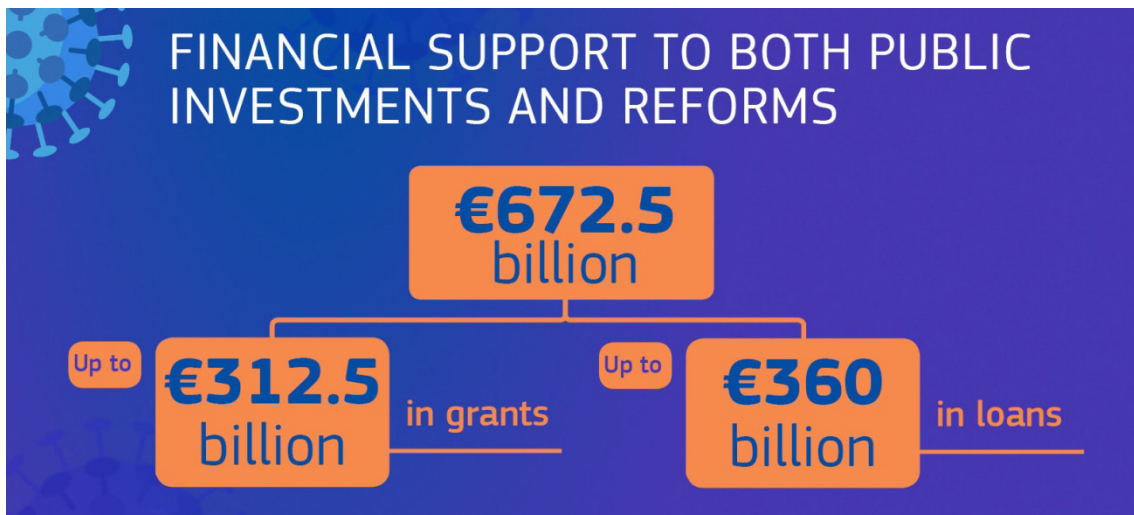 FINANCIAL SUPPORT TO BOTH PUBLIC
INVESTMENTS AND REFORMS
€672.5
billion
Up to
€312.5
billion
in grants
Up to
€360
billion
in loans